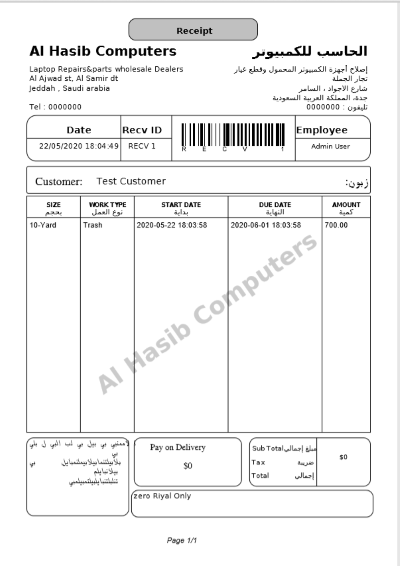 Receipt
Al Hasib Computers
الحاسب للكمبيوتر
Laptop Repairs&parts wholesale Dealers
إصلاح أجهزة الكمبيوتر المحمول وقطع غيار
Al Ajwad st, Al Samir dt
تجار الجملة
Jeddah , Saudi arabia
شارع الاجواد ، السامر
جدة، المملكة العربية السعودية
Tel : 0000000
تليفون : 0000000
Date Recv ID Employee
22/05/2020 18:04:49 RECV 1 Admin User
R E C V 1
Customer: Test Customer زبون:
SIZE WORK TYPE START DATE DUE DATE AMOUNT
بحجم نوع العمل بداية النهاية كمية
10-Yard Trash 2020-05-22 18:03:58 2020-06-01 18:03:58 700.00
Al Hasib Computers
Pay on Delivery
$0
Sub Total مبلغ إجمالي $0
Tax ضريبة
Total إجمالي
zero Riyal Only
Page 1/1